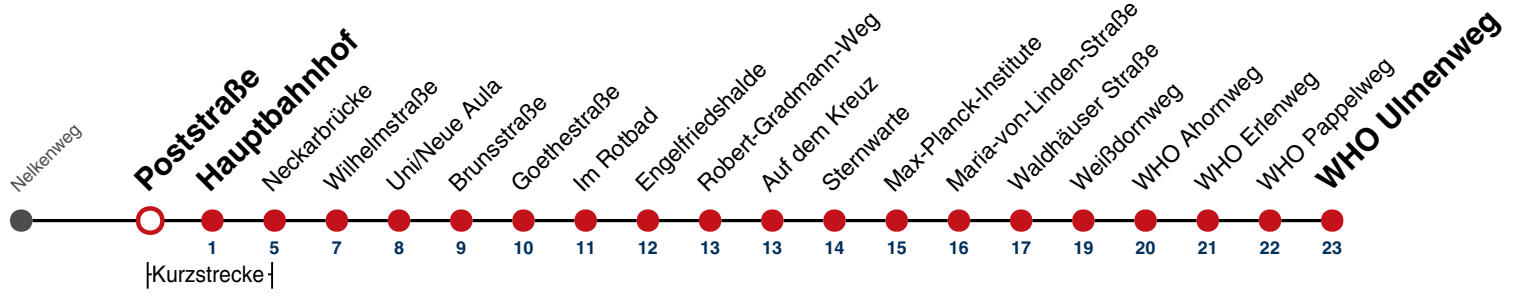 Nelkenweg
Poststraße
Hauptbahnhof
Neckarbrücke
Wilhelmstraße
Uni/Neue Aula
Brunsstraße
Goethestraße
Im Rotbad
Engelfriedshalde
Robert-Gradmann-Weg
Auf dem Kreuz
Sternwarte
Max-Planck-Institute
Maria-von-Linden-Straße
Waldhäuser Straße
Weißdornweg
WHO Ahornweg
WHO Erlenweg
WHO Pappelweg
WHO Ulmenweg
1 5 7 8 9 10 11 12 13 13 14 15 16 17 19 20 21 22 23
Kurzstrecke